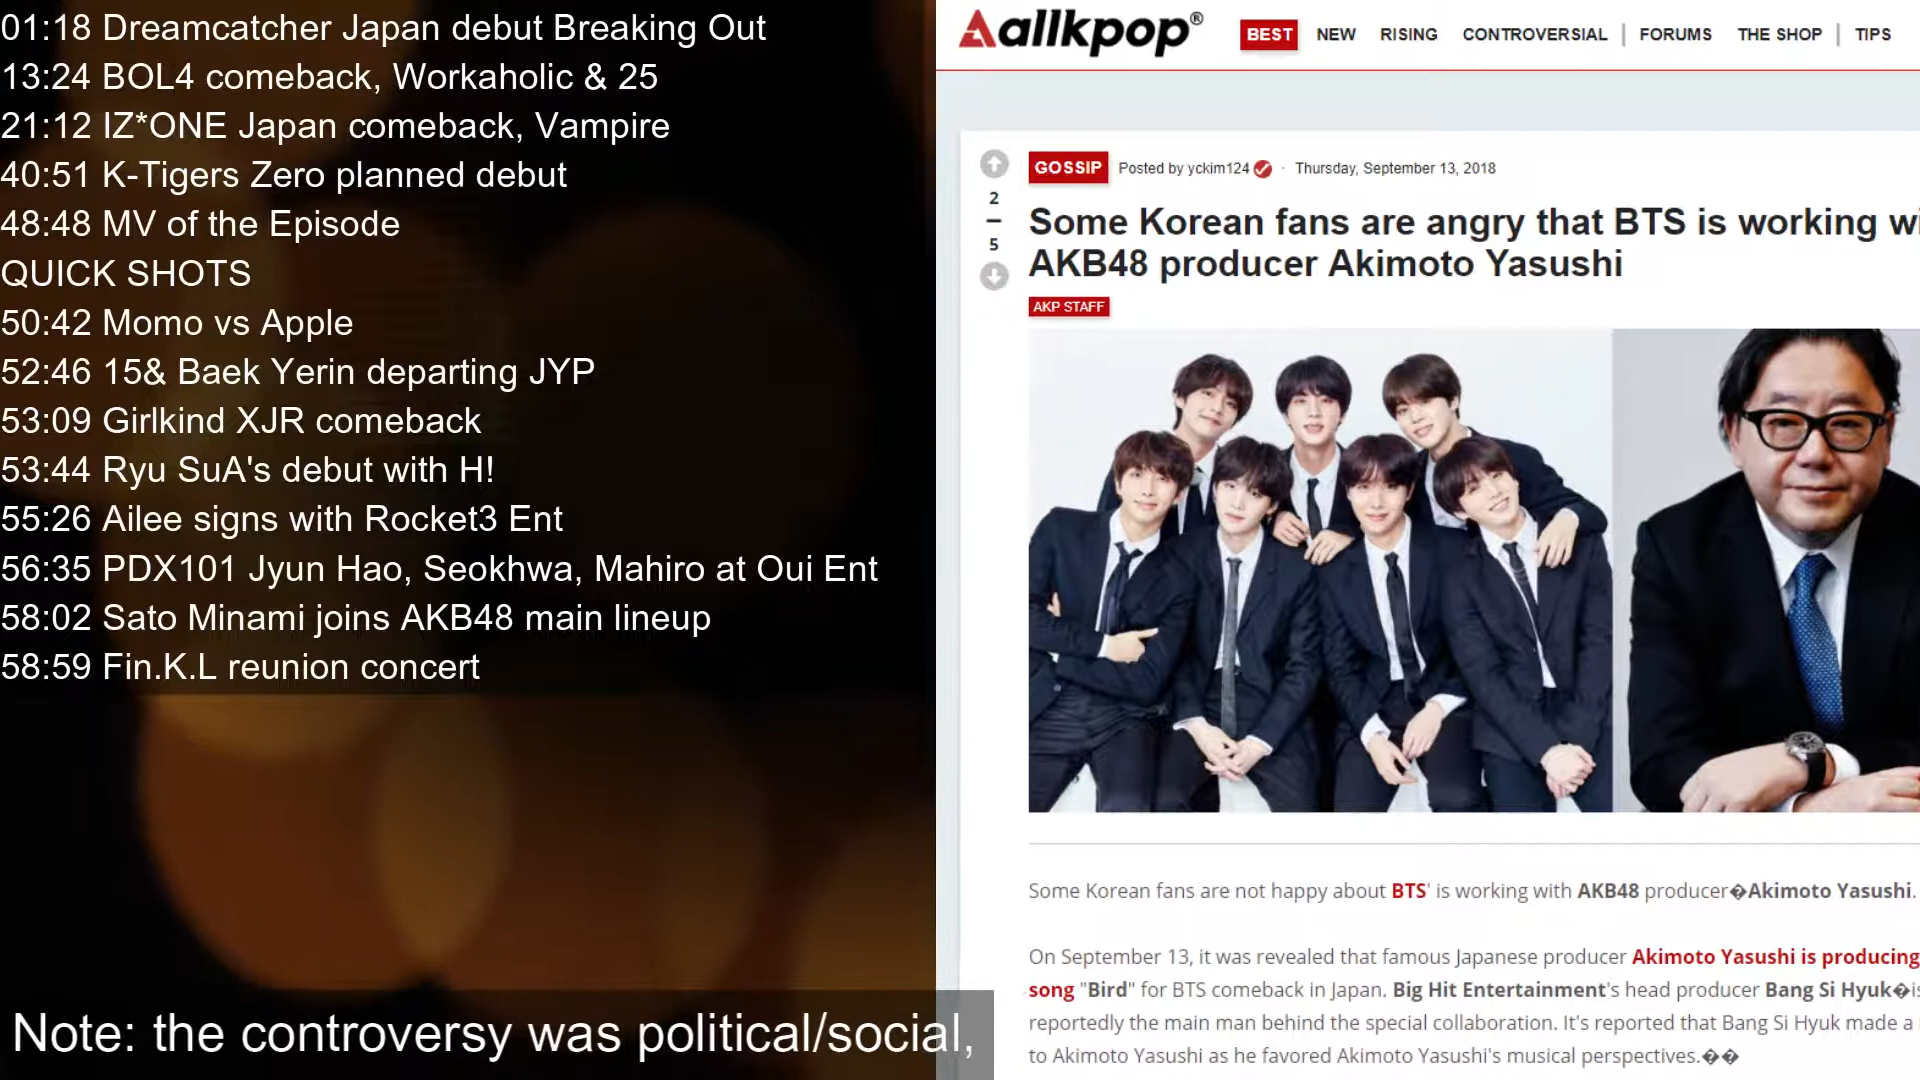 01:18 Dreamcatcher Japan debut Breaking Out
13:24 BOL4 comeback, Workaholic & 25
21:12 IZ*ONE Japan comeback, Vampire
40:51 K-Tigers Zero planned debut
48:48 MV of the Episode
QUICK SHOTS
50:42 Momo vs Apple
52:46 15& Baek Yerin departing JYP
53:09 Girlkind XJR comeback
53:44 Ryu SuA's debut with H!
55:26 Ailee signs with Rocket3 Ent
56:35 PDX101 Jyun Hao, Seokhwa, Mahiro at Oui Ent
58:02 Sato Minami joins AKB48 main lineup
58:59 Fin.K.L reunion concert
Note: the controversy was political/social,
allkpop®
BEST NEW RISING CONTROVERSIAL | FORUMS THE SHOP | TIPS
2
5
GOSSIP Posted by yckim124 · Thursday, September 13, 2018
Some Korean fans are angry that BTS is working wi
AKB48 producer Akimoto Yasushi
AKP STAFF
Some Korean fans are not happy about BTS' is working with AKB48 producer�Akimoto Yasushi.
On September 13, it was revealed that famous Japanese producer Akimoto Yasushi is producing
song "Bird" for BTS comeback in Japan. Big Hit Entertainment's head producer Bang Si Hyuk�is
reportedly the main man behind the special collaboration. It's reported that Bang Si Hyuk made a
to Akimoto Yasushi as he favored Akimoto Yasushi's musical perspectives.��